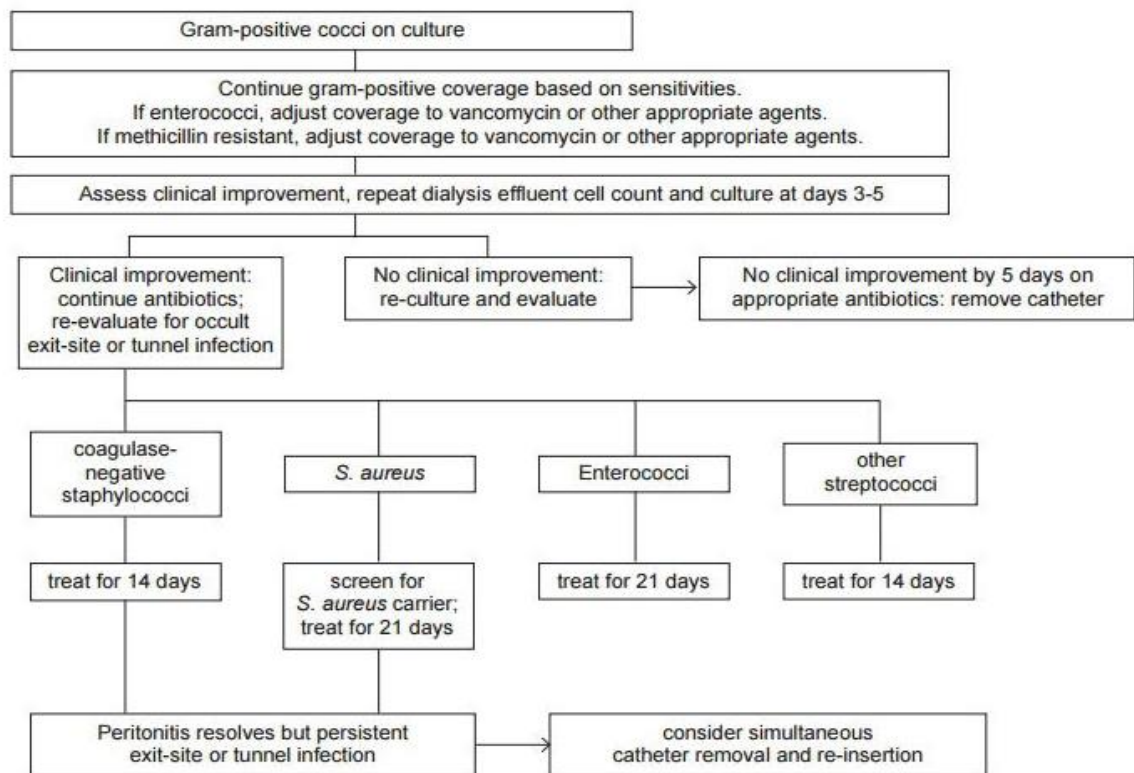 Gram-positive cocci on culture
Continue gram-positive coverage based on sensitivities.
If enterococci, adjust coverage to vancomycin or other appropriate agents.
If methicillin resistant, adjust coverage to vancomycin or other appropriate agents.
Assess clinical improvement, repeat dialysis effluent cell count and culture at days 3-5
Clinical improvement:
continue antibiotics;
re-evaluate for occult
exit-site or tunnel infection
No clinical improvement:
re-culture and evaluate
No clinical improvement by 5 days on
appropriate antibiotics: remove catheter
coagulase-
negative
staphylococci
S. aureus
Enterococci
other
streptococci
treat for 14 days
screen for
S. aureus carrier;
treat for 21 days
treat for 21 days
treat for 14 days
Peritonitis resolves but persistent
exit-site or tunnel infection
consider simultaneous
catheter removal and re-insertion